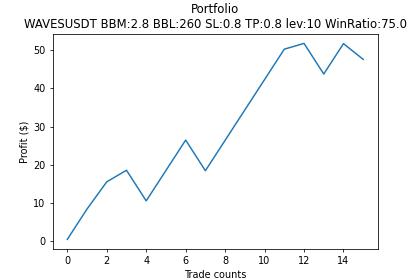 Portfolio
WAVESUSDT BBM:2.8 BBL:260 SL:0.8 TP:0.8 lev:10 WinRatio:75.0
Profit ($)
50
40
30
20
10
0
0 2 4 6 8 10 12 14
Trade counts